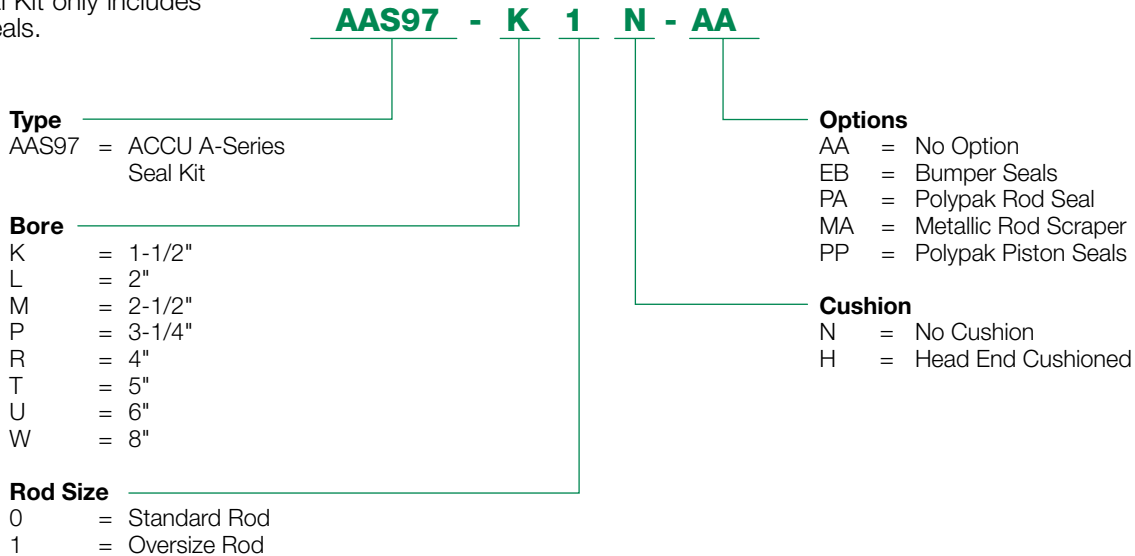 Kit only includes
AAS97 - K 1 N - AA
Type
AAS97 = ACCU A-Series
Seal Kit
Bore
K = 1-1/2"
L = 2"
M = 2-1/2"
P = 3-1/4"
R = 4"
T = 5"
U = 6"
W = 8"
Rod Size
0 = Standard Rod
1 = Oversize Rod
Options
AA = No Option
EB = Bumper Seals
PA = Polypak Rod Seal
MA = Metallic Rod Scraper
PP = Polypak Piston Seals
Cushion
N = No Cushion
H = Head End Cushioned